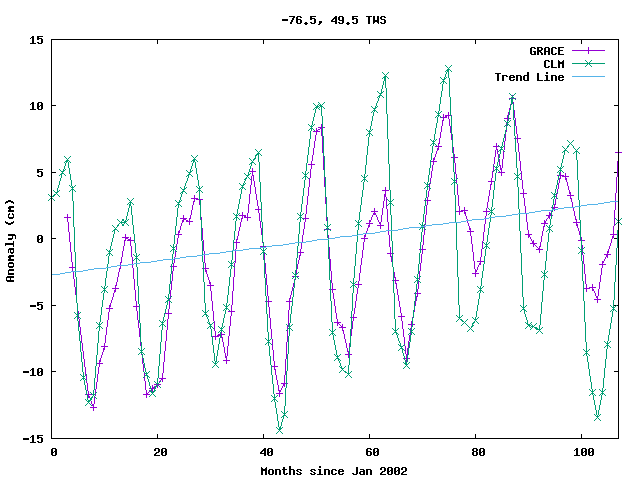 -76.5, 49.5 TWS
15
10
5
0
-5
-10
-15
Anomaly (cm)
GRACE
CLM
Trend Line
0 20 40 60 80 100
Months since Jan 2002